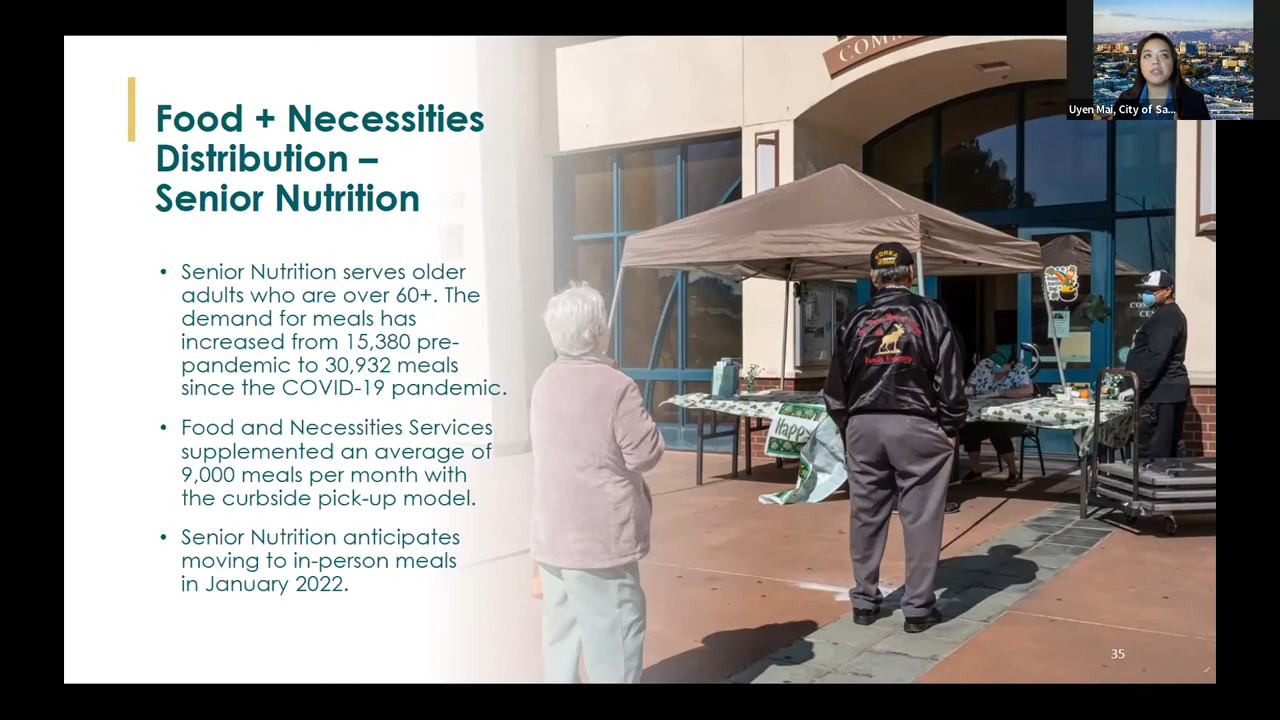 Uyen Mai, City of Sa...
Food + Necessities
Distribution –
Senior Nutrition
• Senior Nutrition serves older
adults who are over 60+. The
demand for meals has
increased from 15,380 pre-
pandemic to 30,932 meals
since the COVID-19 pandemic.
• Food and Necessities Services
supplemented an average of
9,000 meals per month with
the curbside pick-up model.
• Senior Nutrition anticipates
moving to in-person meals
in January 2022.
KOREA
VETERAN
Happy
35